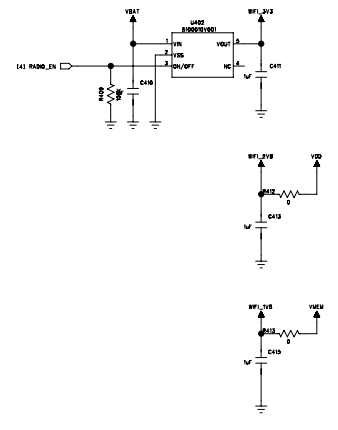 VBAT
U402
WIFI_3V3
1
VIN
VOUT
5
2
VSS
[4] RADIO_EN
3
ON/OFF
NC
4
R409
100k
C410
C411
1uF
WIFI_2V8
VDD
R412
0
C413
1uF
WIFI_1V8
VMEM
R413
0
C415
1uF